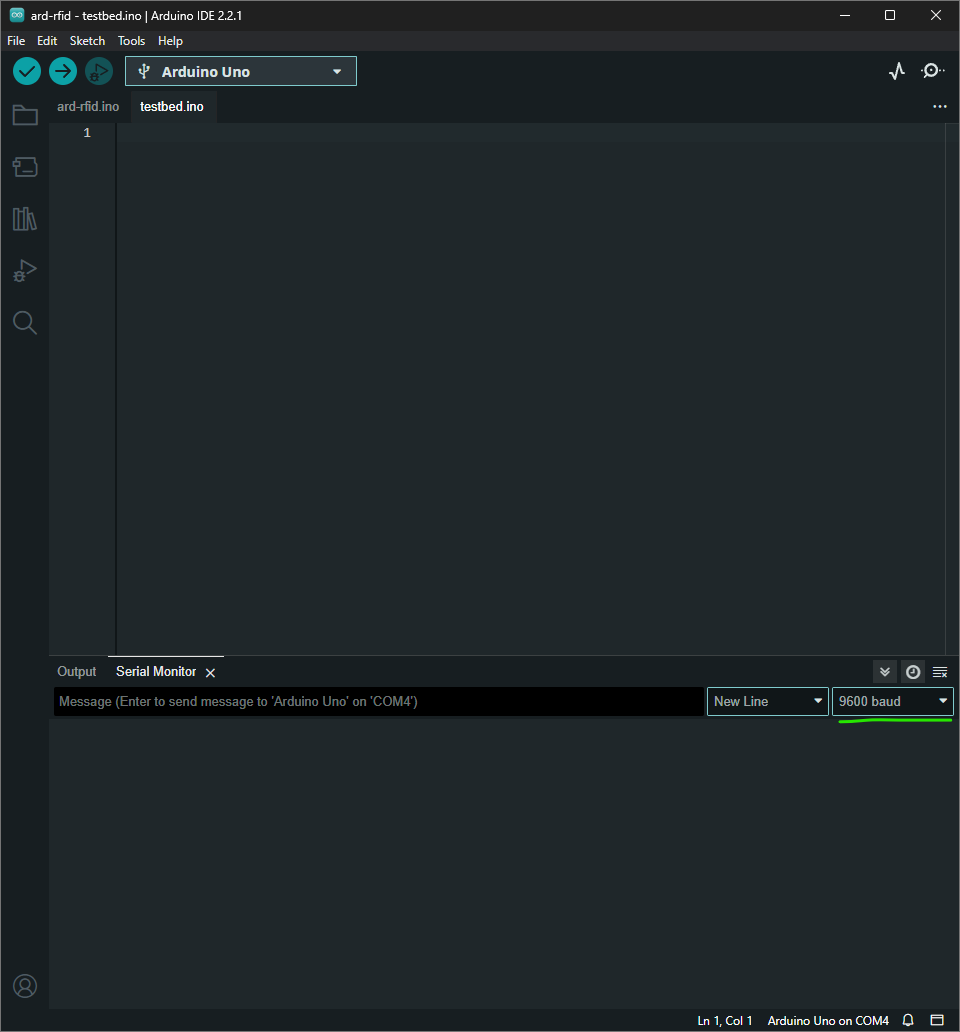 ard-rfid - testbed.ino | Arduino IDE 2.2.1
File Edit Sketch Tools Help
Arduino Uno
ard-rfid.ino testbed.ino
1
Output Serial Monitor
Message (Enter to send message to 'Arduino Uno' on 'COM4') New Line 9600 baud
Ln 1, Col 1 Arduino Uno on COM4